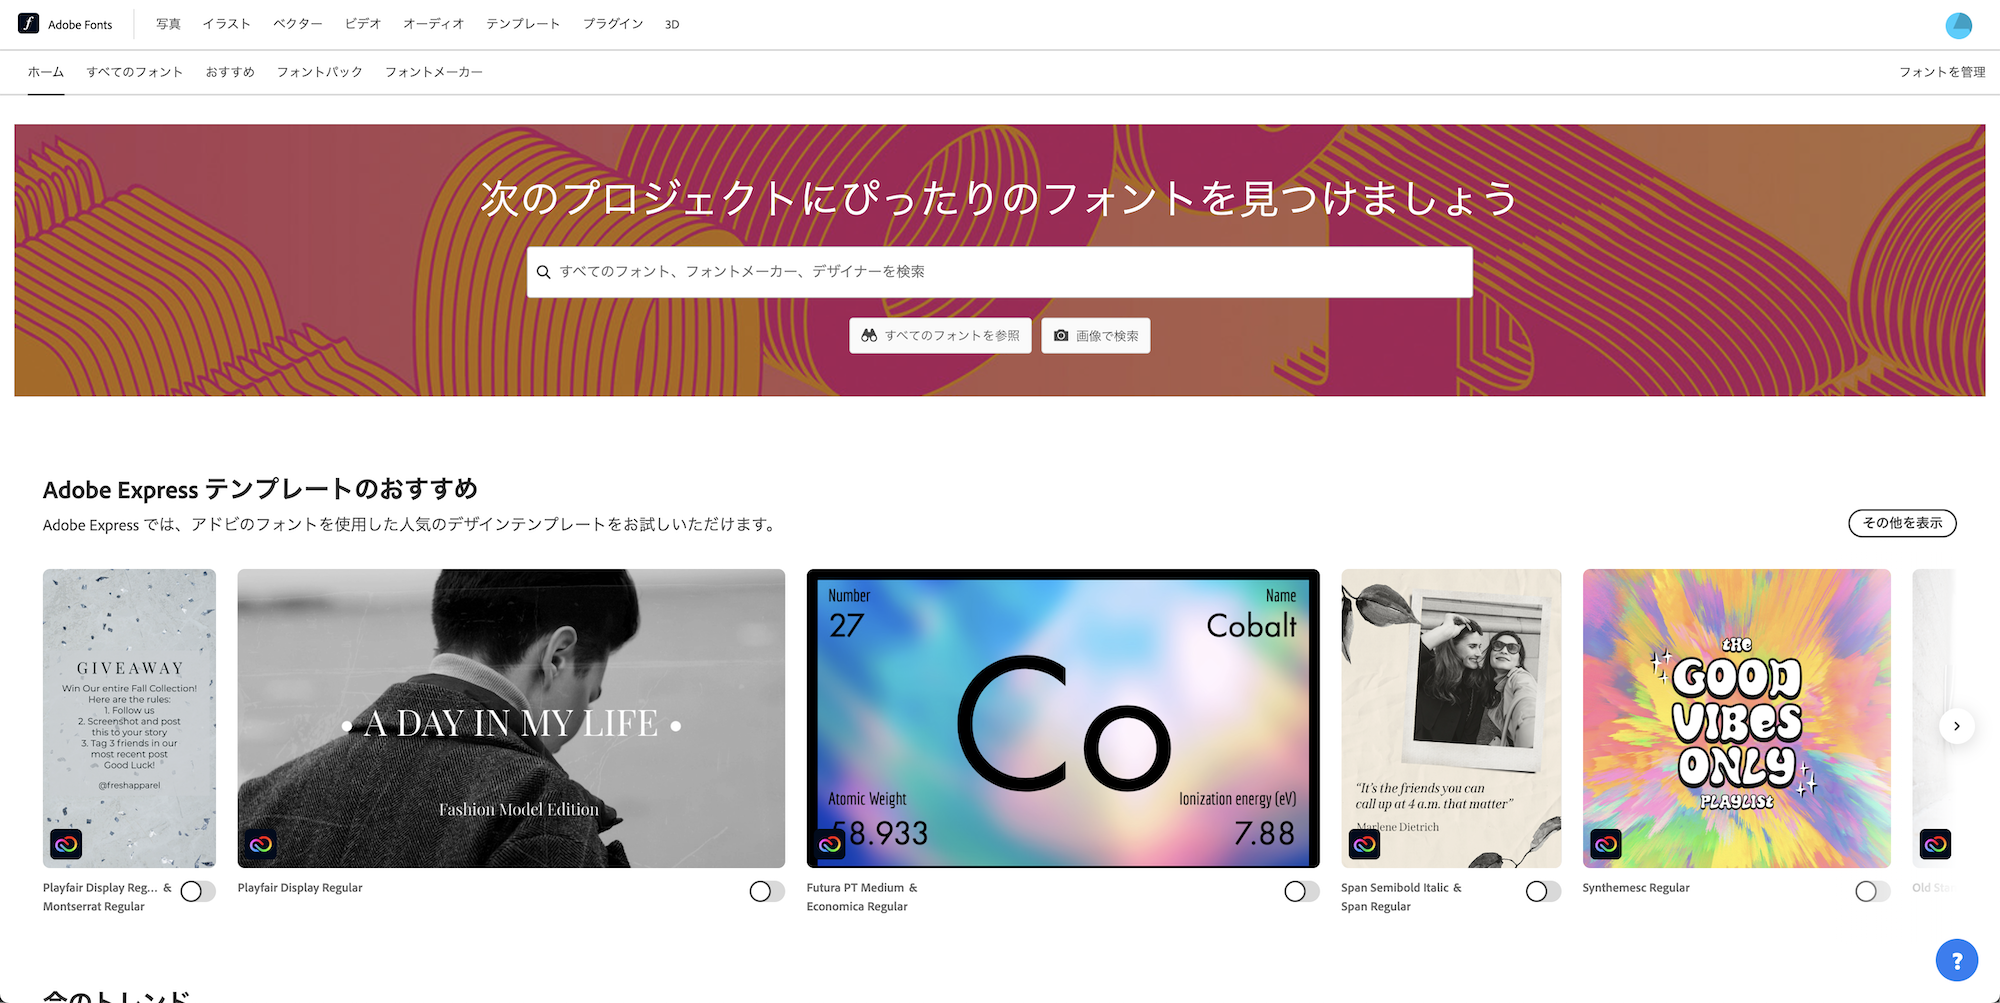 Adobe Fonts
写真
イラスト
ベクター
ビデオ
オーディオ
テンプレート
プラグイン
3D
ホーム
すべてのフォント
おすすめ
フォントパック
フォントメーカー
フォントを管理
次のプロジェクトにぴったりのフォントを見つけましょう
すべてのフォント、フォントメーカー、デザイナーを検索
すべてのフォントを参照
画像で検索
Adobe Express テンプレートのおすすめ
Adobe Express では、アドビのフォントを使用した人気のデザインテンプレートをお試しいただけます。
その他を表示
GIVEAWAY
Win Our entire Fall Collection!
Here are the rules:
1. Follow us
2. Screenshot and post
this to your story
3. Tag 3 friends in our
most recent post
Good Luck!
@freshapparel
• A DAY IN MY LIFE •
Fashion Model Edition
Number
27
Name
Cobalt
Co
Atomic Weight
58.933
Ionization energy (eV)
7.88
“It’s the friends you can
call up at 4 a.m. that matter”
Marlene Dietrich
THE
GOOD
VIBES
ONLY
PLAYLIST
Playfair Display Reg... &
Montserrat Regular
Playfair Display Regular
Futura PT Medium &
Economica Regular
Span Semibold Italic &
Span Regular
Synthemesc Regular
Old
?
今のトレンド